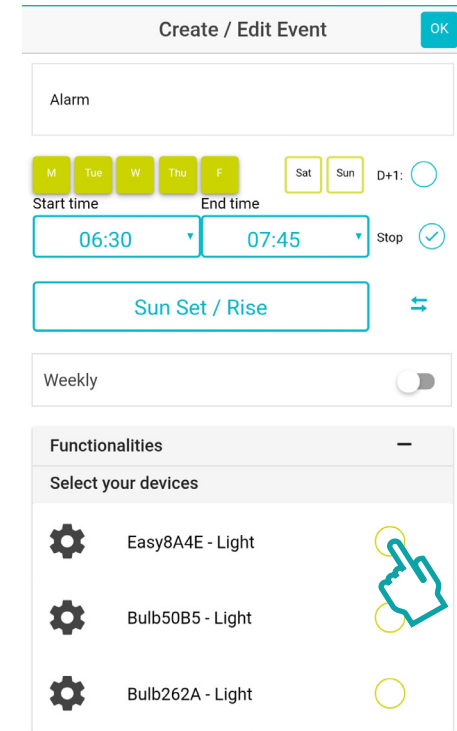 Create / Edit Event OK
Alarm
M Tue W Thu F Sat Sun D+1:
Start time End time
06:30 07:45 Stop
Sun Set / Rise
Weekly
Functionalities
Select your devices
Easy8A4E - Light
Bulb50B5 - Light
Bulb262A - Light